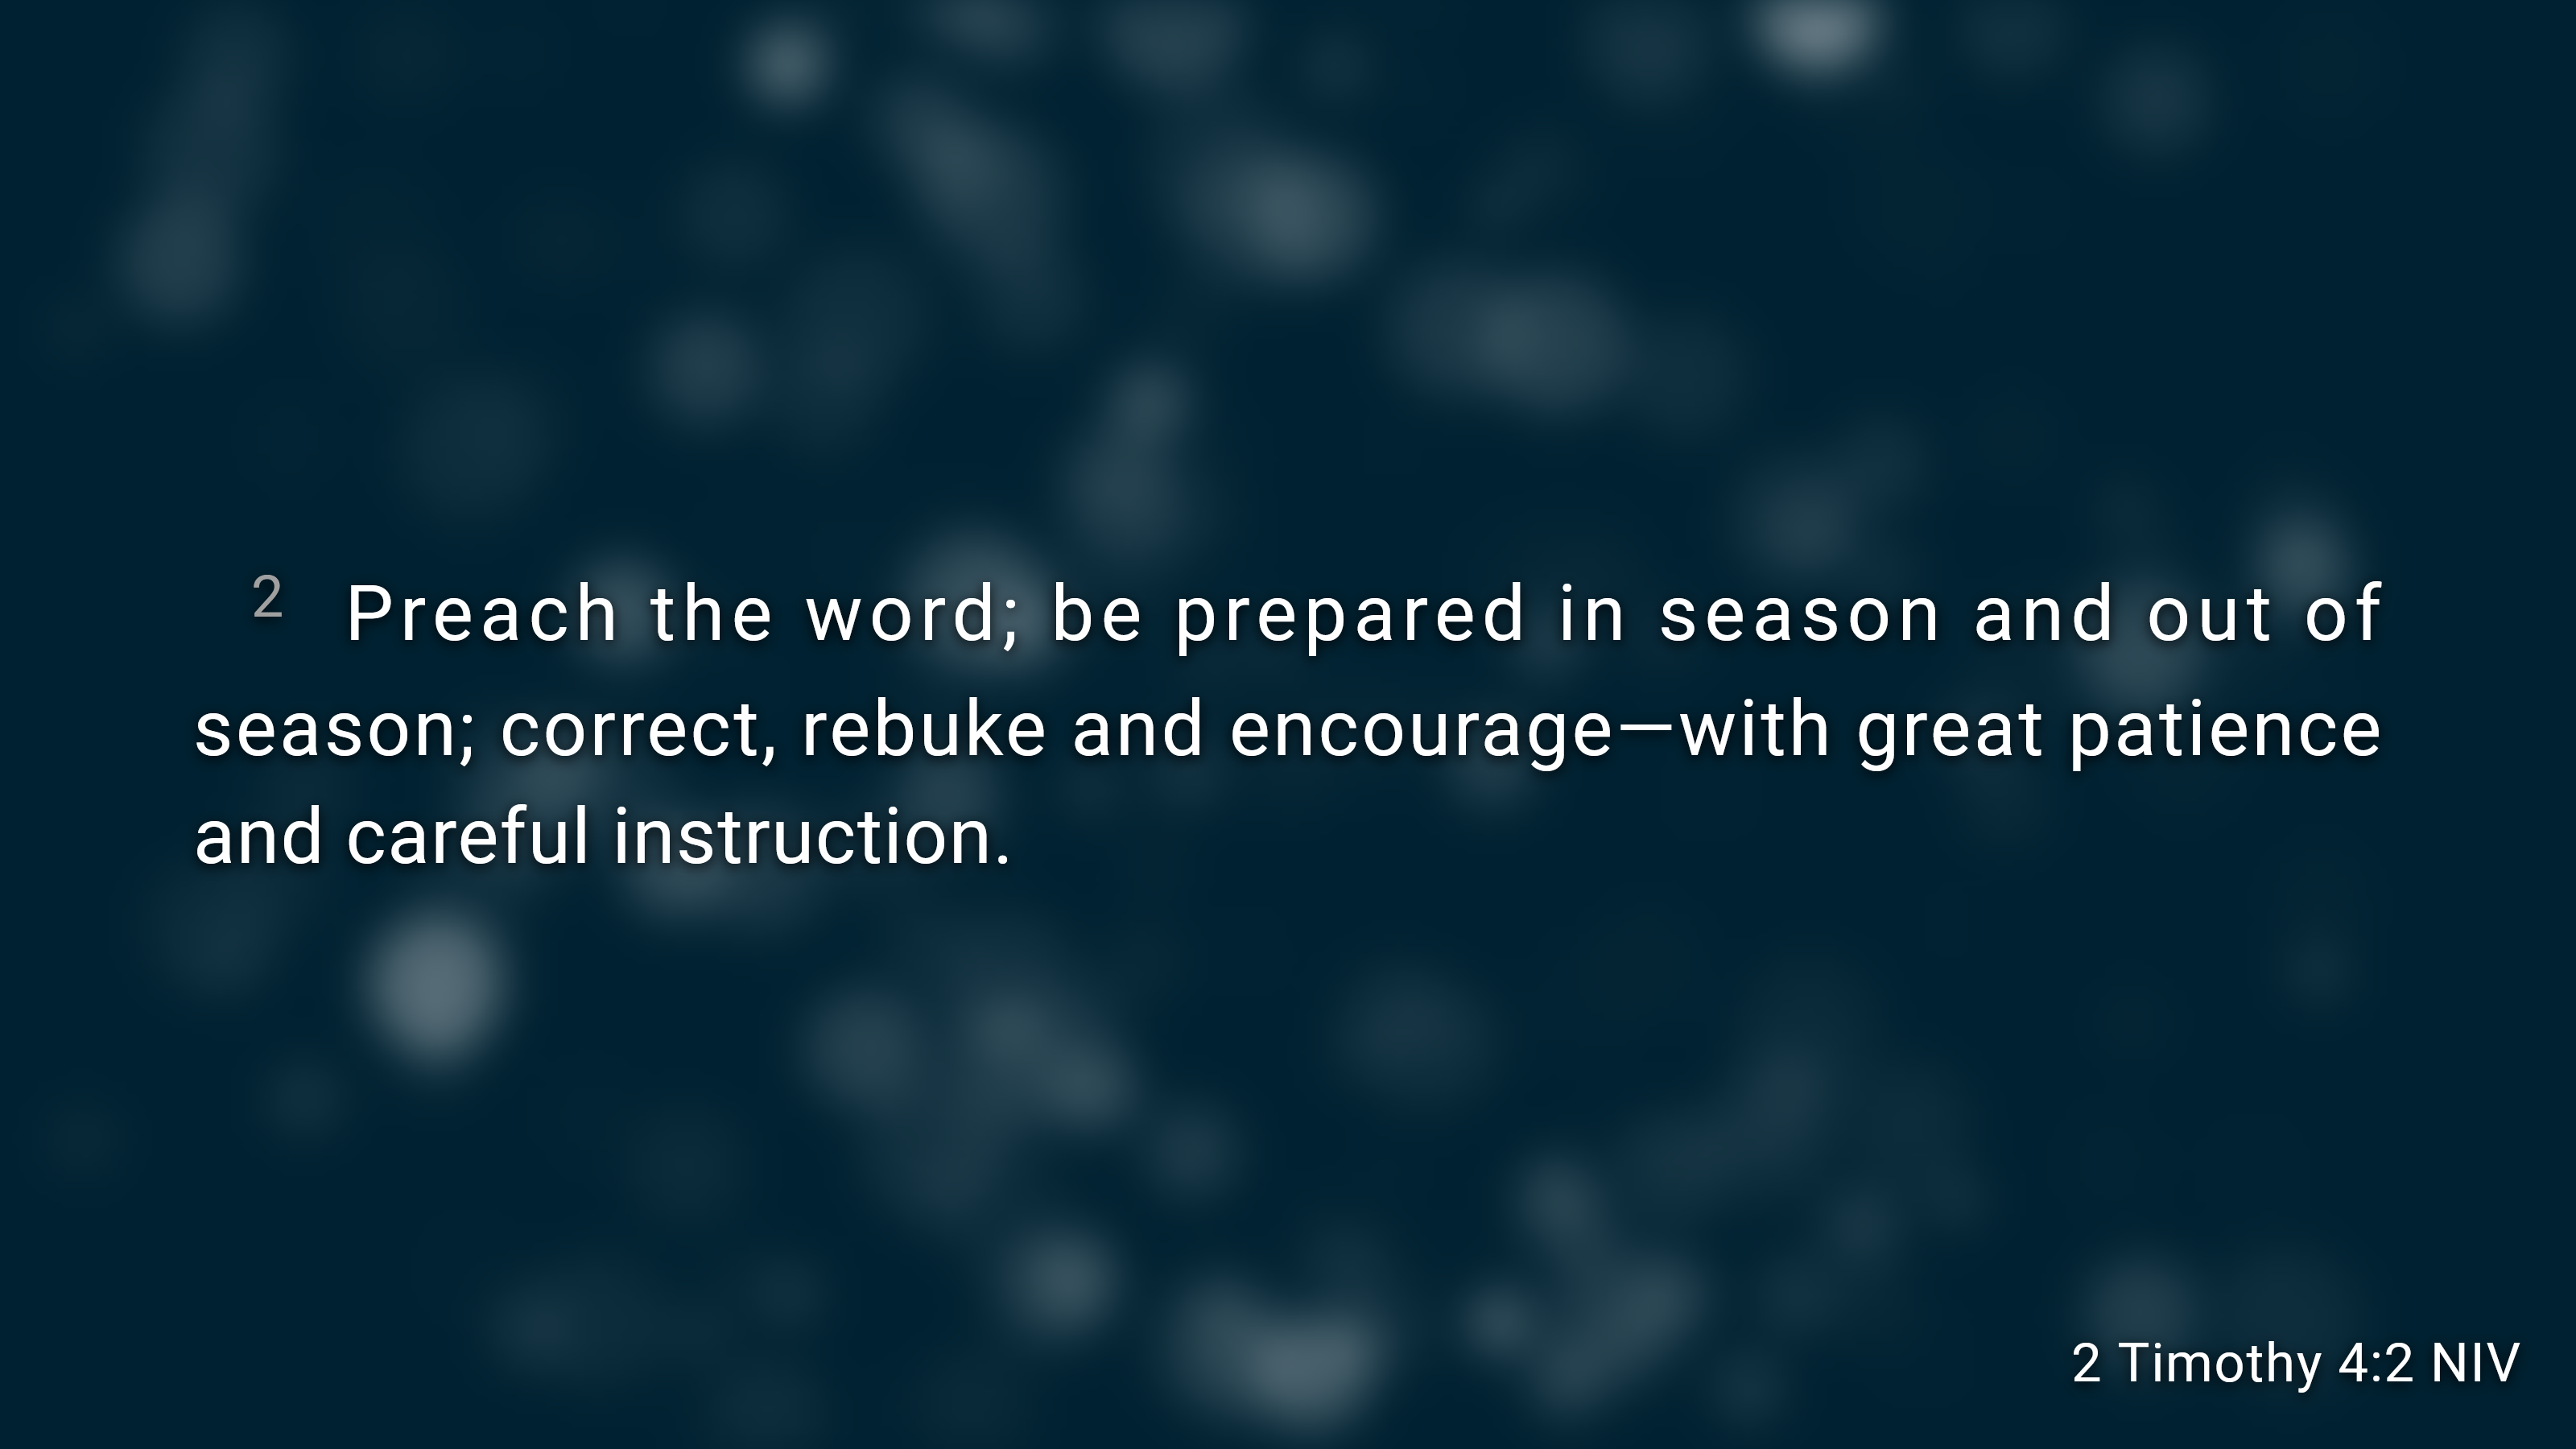 2 Preach the word; be prepared in season and out of
season; correct, rebuke and encourage—with great patience
and careful instruction.
2 Timothy 4:2 NIV